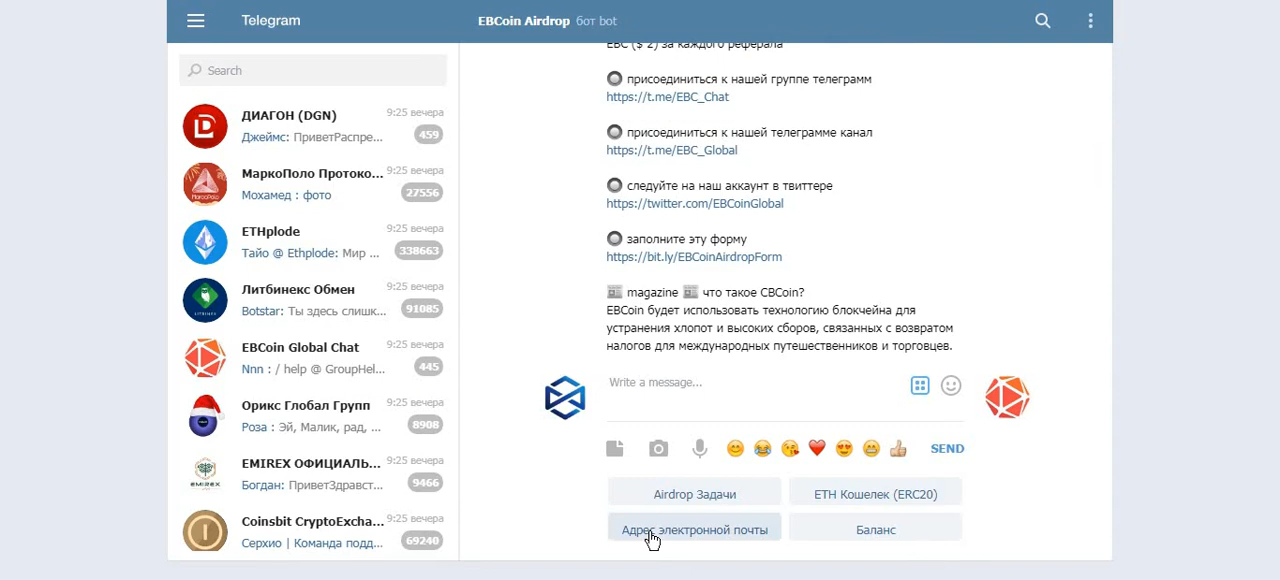 Telegram
EBCoin Airdrop бот bot
Search
ДИАГОН (DGN) 9:25 вечера
Джеймс: ПриветРаспре... 459
МаркоПоло Протоко... 9:25 вечера
Мохамед : фото 27556
ETHplode 9:25 вечера
Тайо @ Ethplode: Мир ... 338663
Литбинекс Обмен 9:25 вечера
Botstar: Ты здесь слишк... 91085
EBCoin Global Chat 9:25 вечера
Nnn : / help @ GroupHel... 445
Орикс Глобал Групп 9:25 вечера
Роза : Эй, Малик, рад, ... 8908
EMIREX ОФИЦИАЛЬ... 9:25 вечера
Богдан: ПриветЗдравст... 9466
Coinsbit CryptoExcha... 9:25 вечера
Серхио | Команда подд... 69240
EBC ($ 2) за каждого реферала
присоединиться к нашей группе телеграмм
https://t.me/EBC_Chat
присоединиться к нашей телеграмме канал
https://t.me/EBC_Global
следуйте на наш аккаунт в твиттере
https://twitter.com/EBCoinGlobal
заполните эту форму
https://bit.ly/EBCoinAirdropForm
magazine что такое CBCoin?
EBCoin будет использовать технологию блокчейна для
устранения хлопот и высоких сборов, связанных с возвратом
налогов для международных путешественников и торговцев.
Write a message...
SEND
Airdrop Задачи
ETH Кошелек (ERC20)
Адрес электронной почты
Баланс